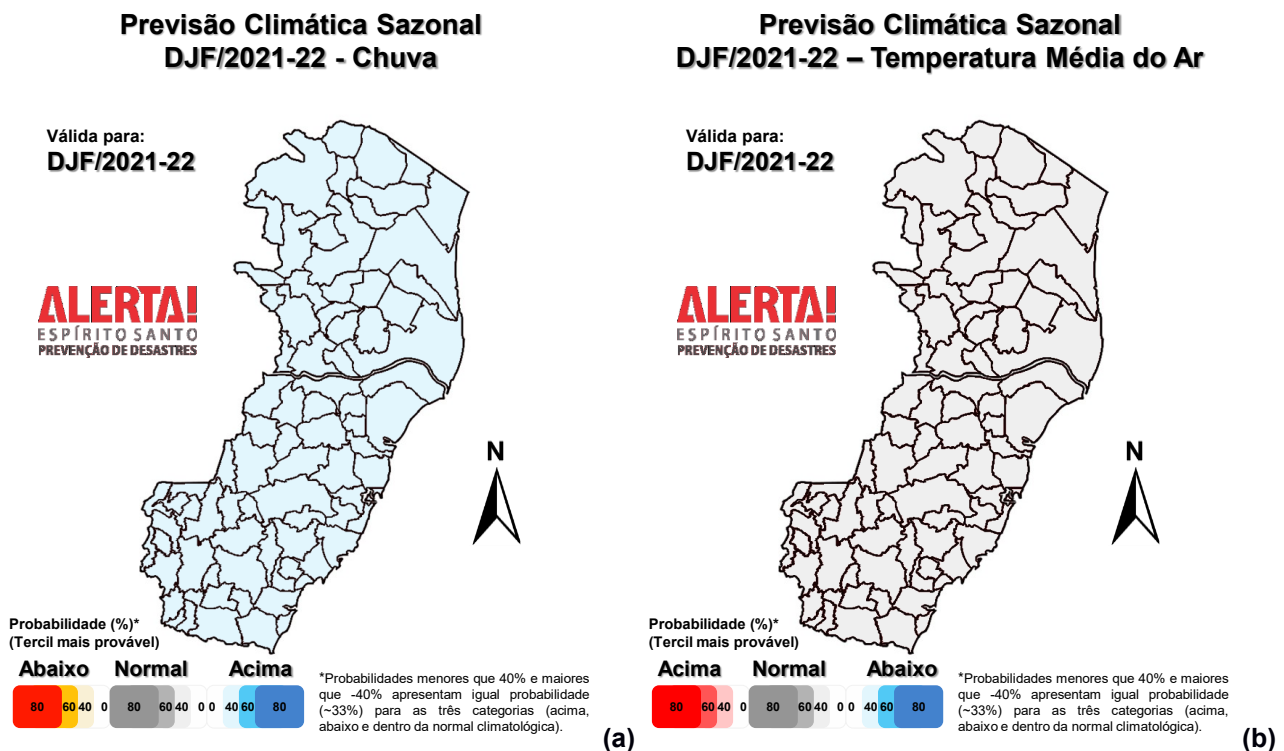 Previsão Climática Sazonal
DJF/2021-22 - Chuva
Válida para:
DJF/2021-22
ALERTA!
ESPÍRITO SANTO
PREVENÇÃO DE DESASTRES
N
Probabilidade (%)*
(Tercil mais provável)
Abaixo Normal Acima
80 60 40 0 80 60 40 0 0 40 60 80
*Probabilidades menores que 40% e maiores
que -40% apresentam igual probabilidade
(~33%) para as três categorias (acima,
abaixo e dentro da normal climatológica).
(a)
Previsão Climática Sazonal
DJF/2021-22 – Temperatura Média do Ar
Válida para:
DJF/2021-22
ALERTA!
ESPÍRITO SANTO
PREVENÇÃO DE DESASTRES
N
Probabilidade (%)*
(Tercil mais provável)
Acima Normal Abaixo
80 60 40 0 80 60 40 0 0 40 60 80
*Probabilidades menores que 40% e maiores
que -40% apresentam igual probabilidade
(~33%) para as três categorias (acima,
abaixo e dentro da normal climatológica).
(b)